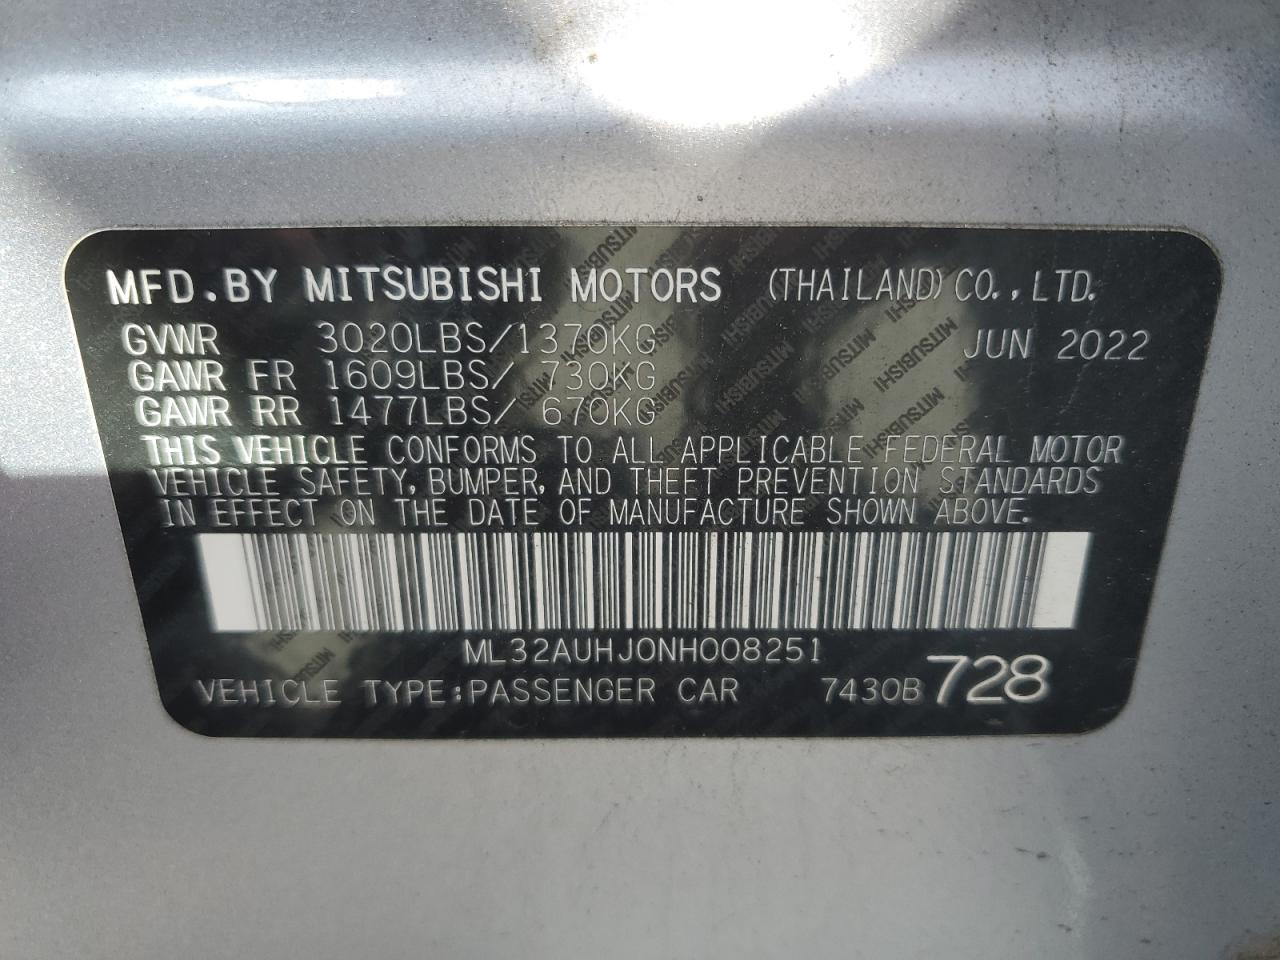 MFD. BY MITSUBISHI MOTORS (THAILAND) CO., LTD.
GVWR 3020LBS/1370KG JUN 2022
GAWR FR 1609LBS/ 730KG
GAWR RR 1477LBS/ 670KG
THIS VEHICLE CONFORMS TO ALL APPLICABLE FEDERAL MOTOR
VEHICLE SAFETY, BUMPER, AND THEFT PREVENTION STANDARDS
IN EFFECT ON THE DATE OF MANUFACTURE SHOWN ABOVE.
ML32AUHJ0NH008251
VEHICLE TYPE:PASSENGER CAR 7430B 728